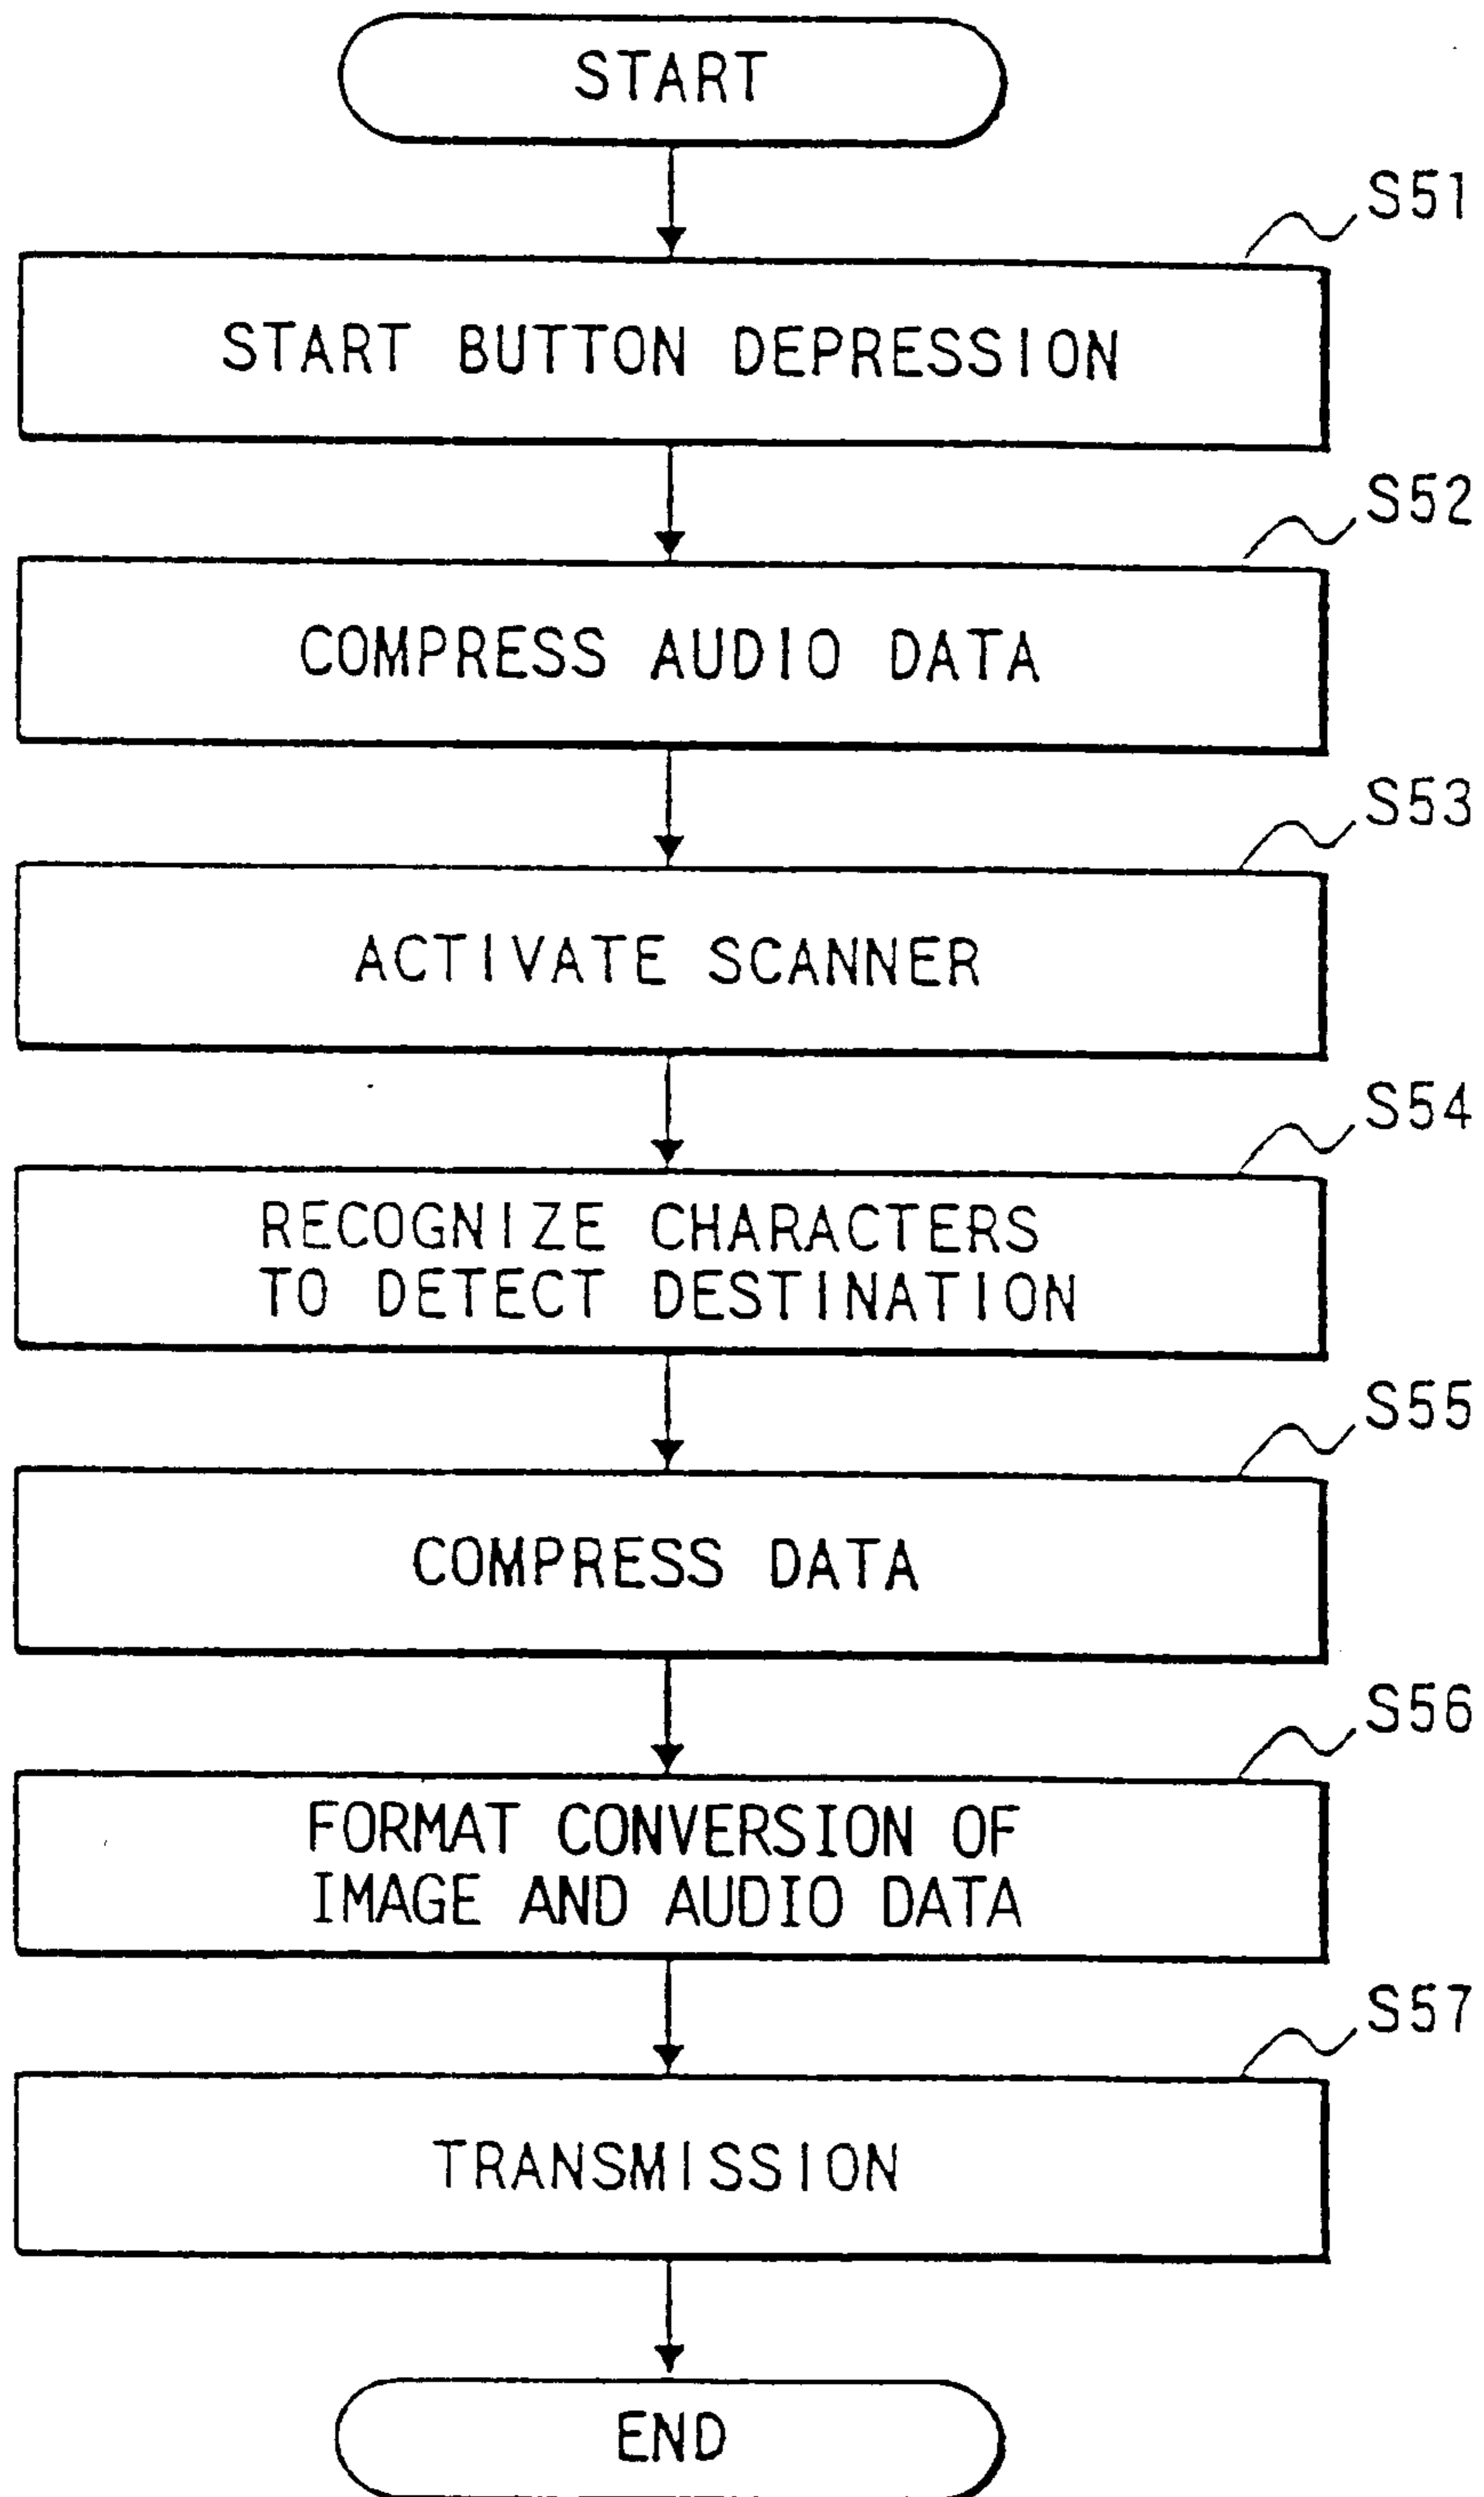 START
S51
START BUTTON DEPRESSION
S52
COMPRESS AUDIO DATA
S53
ACTIVATE SCANNER
S54
RECOGNIZE CHARACTERS
TO DETECT DESTINATION
S55
COMPRESS DATA
S56
FORMAT CONVERSION OF
IMAGE AND AUDIO DATA
S57
TRANSMISSION
END